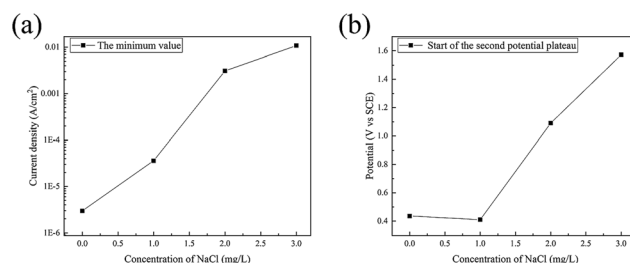 (a)
The minimum value
Current density (A/cm²)
0.01
0.001
1E-4
1E-5
1E-6
0.0 0.5 1.0 1.5 2.0 2.5 3.0
Concentration of NaCl (mg/L)
(b)
Start of the second potential plateau
Potential (V vs SCE)
1.6
1.4
1.2
1.0
0.8
0.6
0.4
0.0 0.5 1.0 1.5 2.0 2.5 3.0
Concentration of NaCl (mg/L)